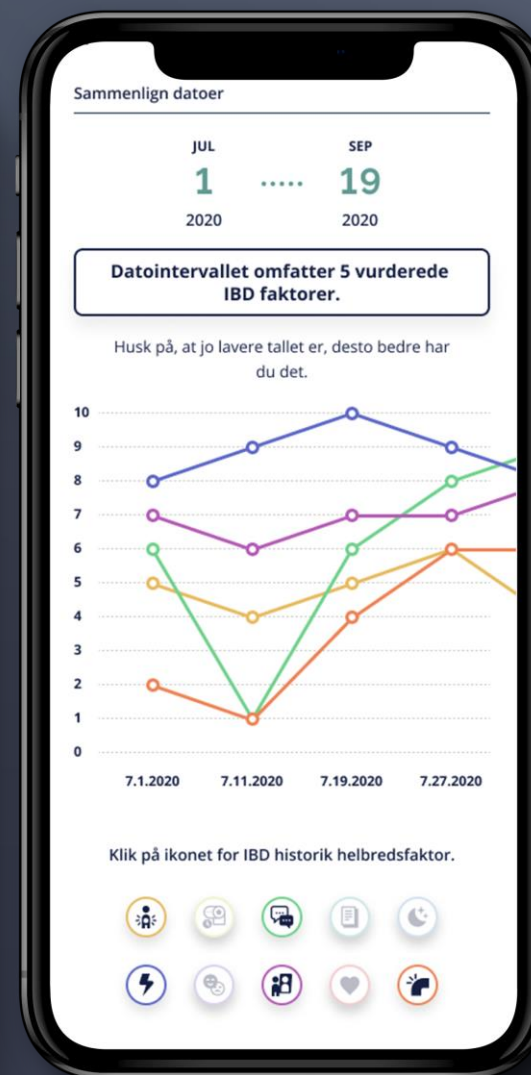 Sammenlign datoer
JUL SEP
1 ..... 19
2020 2020
Datointervallet omfatter 5 vurderede
IBD faktorer.
Husk på, at jo lavere tallet er, desto bedre har
du det.
10
9
8
7
6
5
4
3
2
1
0
7.1.2020 7.11.2020 7.19.2020 7.27.2020
Klik på ikonet for IBD historik helbredsfaktor.